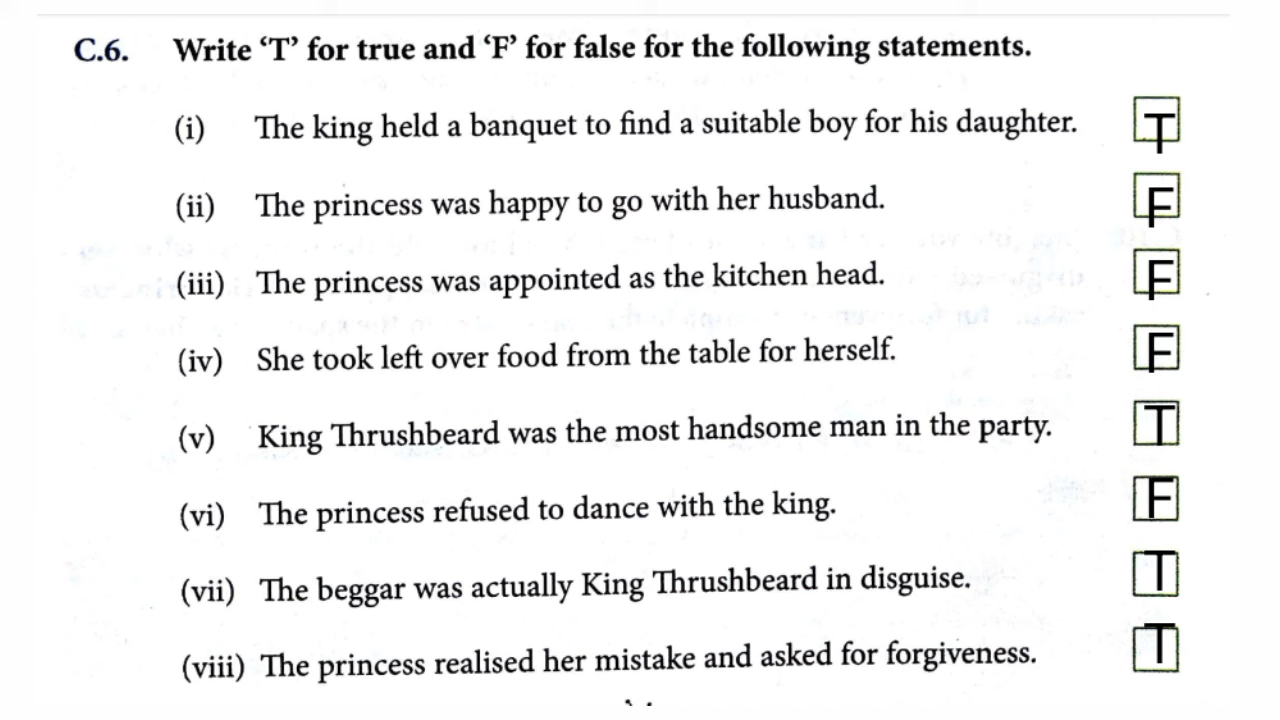 C.6. Write ‘T’ for true and ‘F’ for false for the following statements.
(i) The king held a banquet to find a suitable boy for his daughter. T
(ii) The princess was happy to go with her husband. F
(iii) The princess was appointed as the kitchen head. F
(iv) She took left over food from the table for herself. F
(v) King Thrushbeard was the most handsome man in the party. T
(vi) The princess refused to dance with the king. F
(vii) The beggar was actually King Thrushbeard in disguise. T
(viii) The princess realised her mistake and asked for forgiveness. T